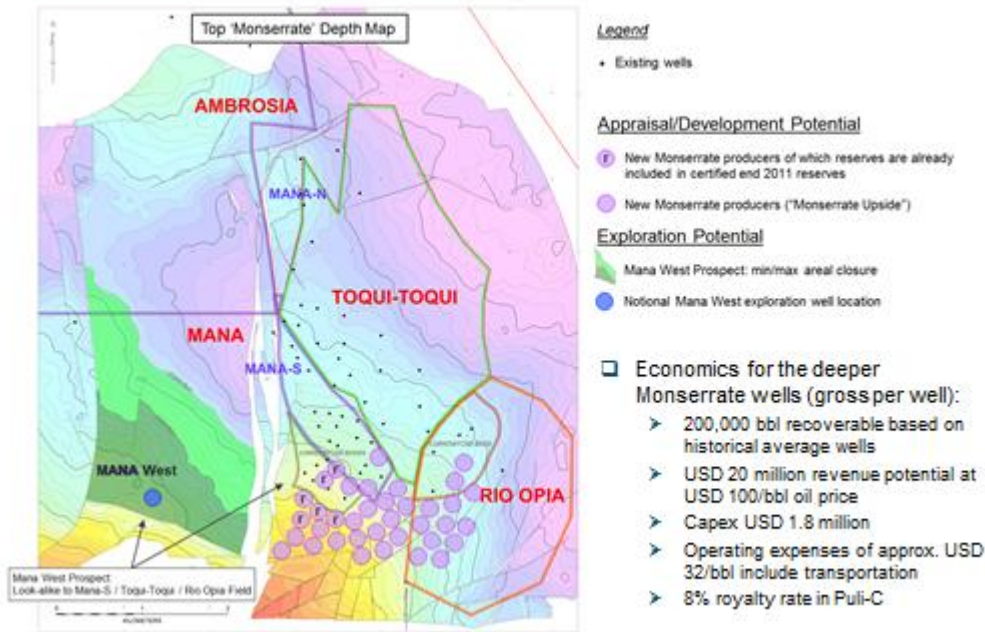 Top 'Monserrate' Depth Map
AMBROSIA
MANA-N
TOQUI-TOQUI
MANA
MANA-S
MANA West
RIO OPIA
r
r
r
r
r
Mana West Prospect:
Look-alike to Mana-S / Toqui-Toqui / Rio Opia Field
KILOMETERS
Legend
Existing wells
Appraisal/Development Potential
r
New Monserrate producers of which reserves are already
included in certified end 2011 reserves
New Monserrate producers ("Monserrate Upside")
Exploration Potential
Mana West Prospect: min/max areal closure
Notional Mana West exploration well location
Economics for the deeper
Monserrate wells (gross per well):
200,000 bbl recoverable based on
historical average wells
USD 20 million revenue potential at
USD 100/bbl oil price
Capex USD 1.8 million
Operating expenses of approx. USD
32/bbl include transportation
8% royalty rate in Puli-C